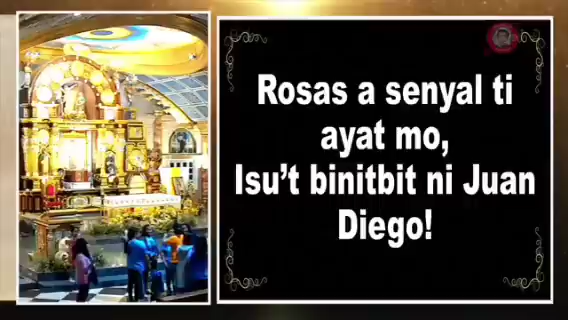 Rosas a senyal ti
ayat mo,
Isu’t binitbit ni Juan
Diego!